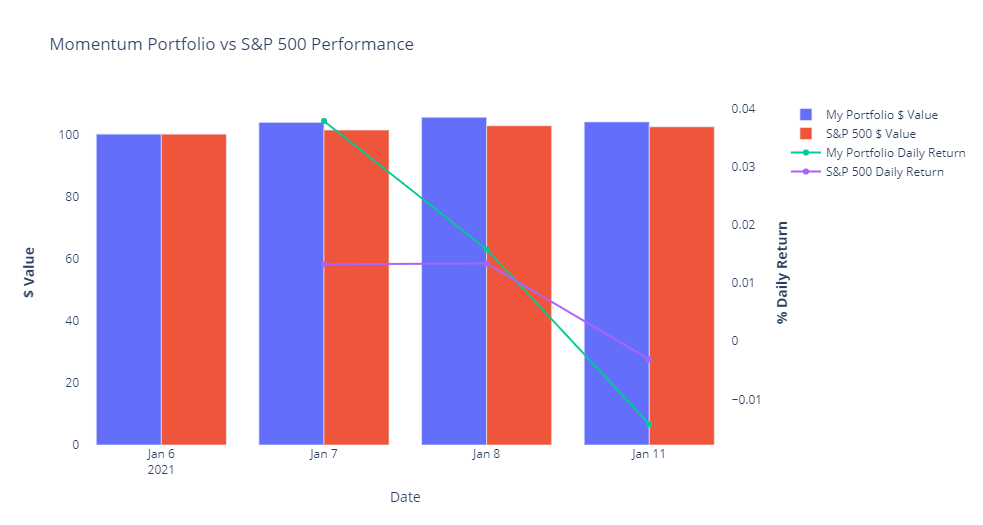 Momentum Portfolio vs S&P 500 Performance
100
80
60
40
20
0
$ Value
Jan 6
2021
Jan 7
Jan 8
Jan 11
Date
0.04
0.03
0.02
0.01
0
−0.01
% Daily Return
My Portfolio $ Value
S&P 500 $ Value
My Portfolio Daily Return
S&P 500 Daily Return